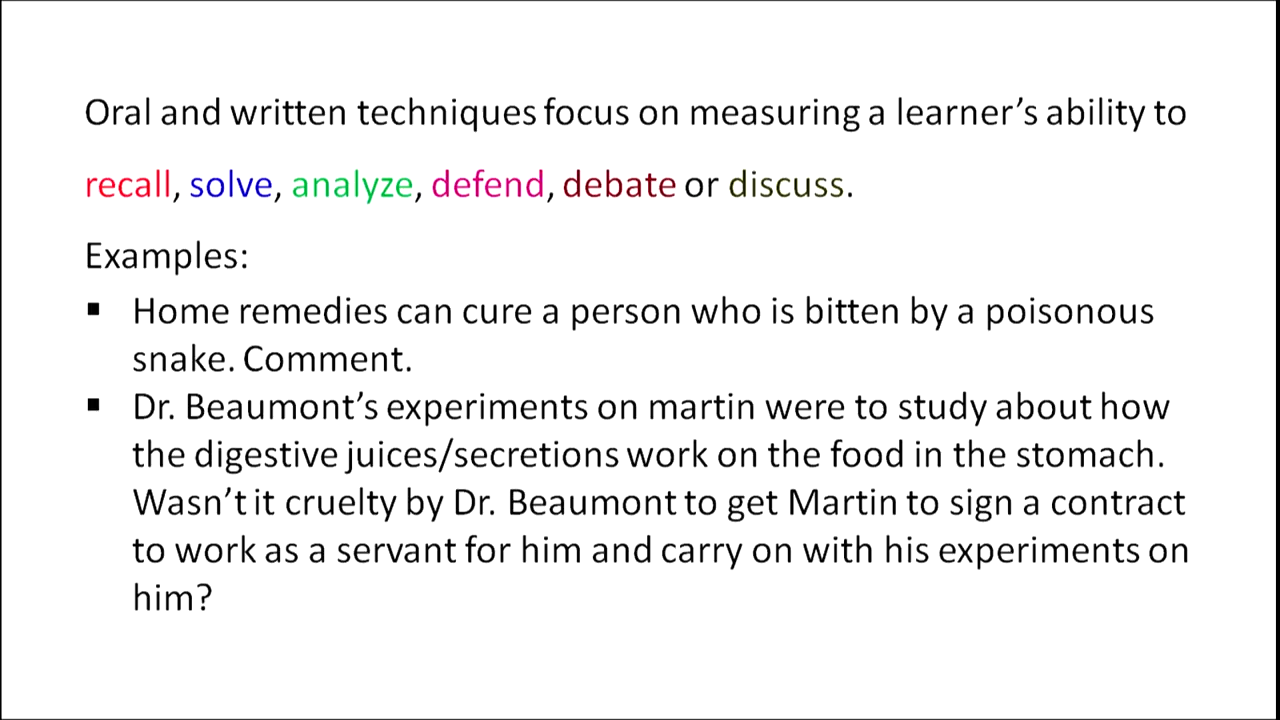 Oral and written techniques focus on measuring a learner’s ability to
recall, solve, analyze, defend, debate or discuss.
Examples:
▪ Home remedies can cure a person who is bitten by a poisonous
snake. Comment.
▪ Dr. Beaumont’s experiments on martin were to study about how
the digestive juices/secretions work on the food in the stomach.
Wasn’t it cruelty by Dr. Beaumont to get Martin to sign a contract
to work as a servant for him and carry on with his experiments on
him?